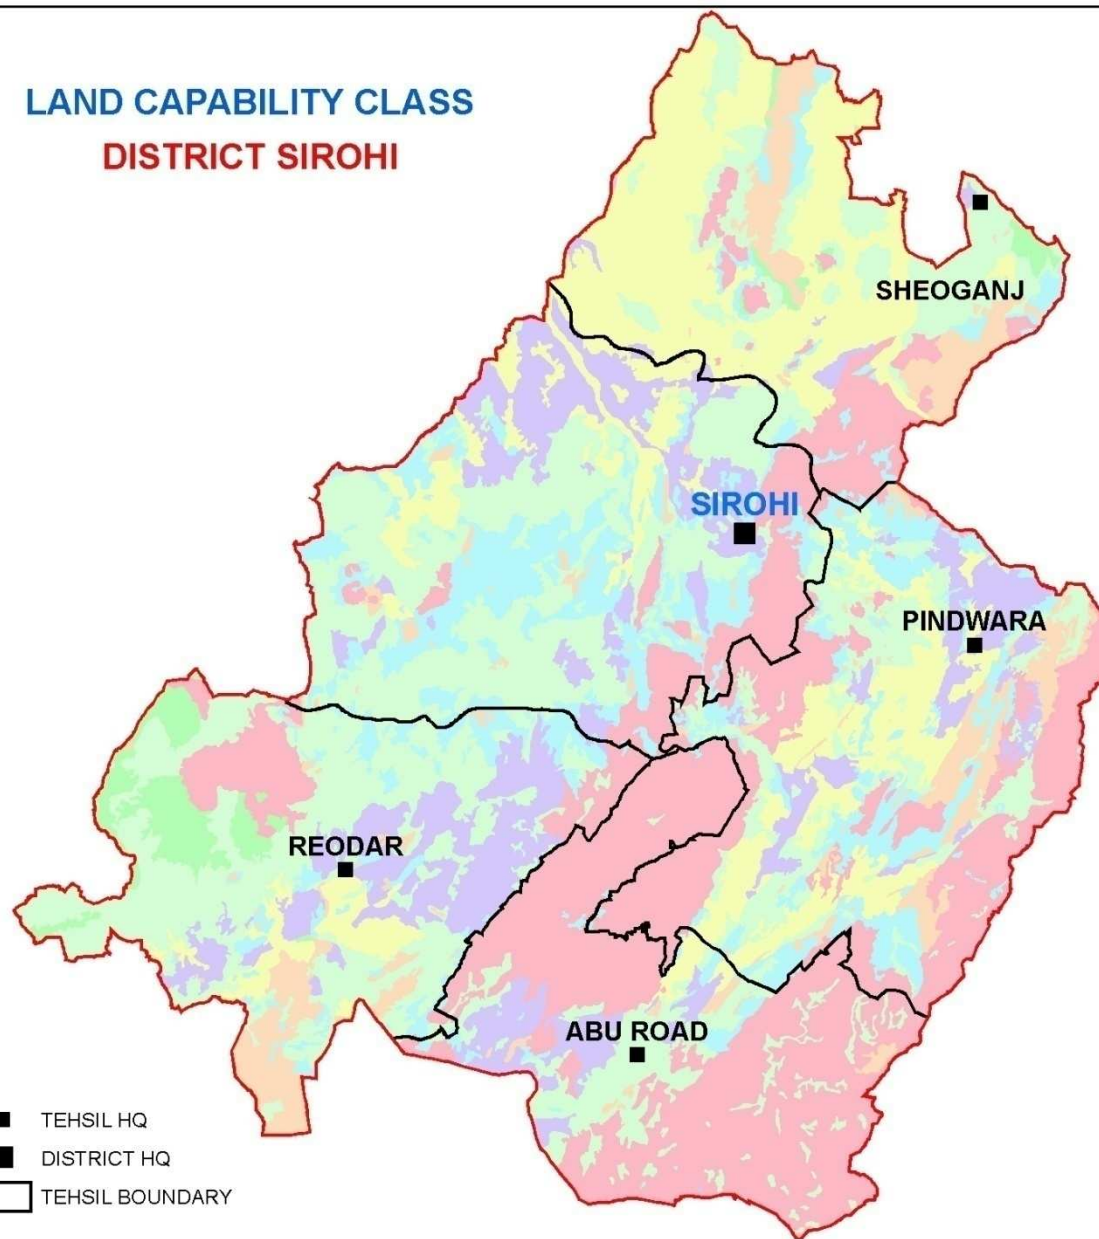 LAND CAPABILITY CLASS
DISTRICT SIROHI
SHEOGANJ
SIROHI
PINDWARA
REODAR
ABU ROAD
TEHSIL HQ
DISTRICT HQ
TEHSIL BOUNDARY